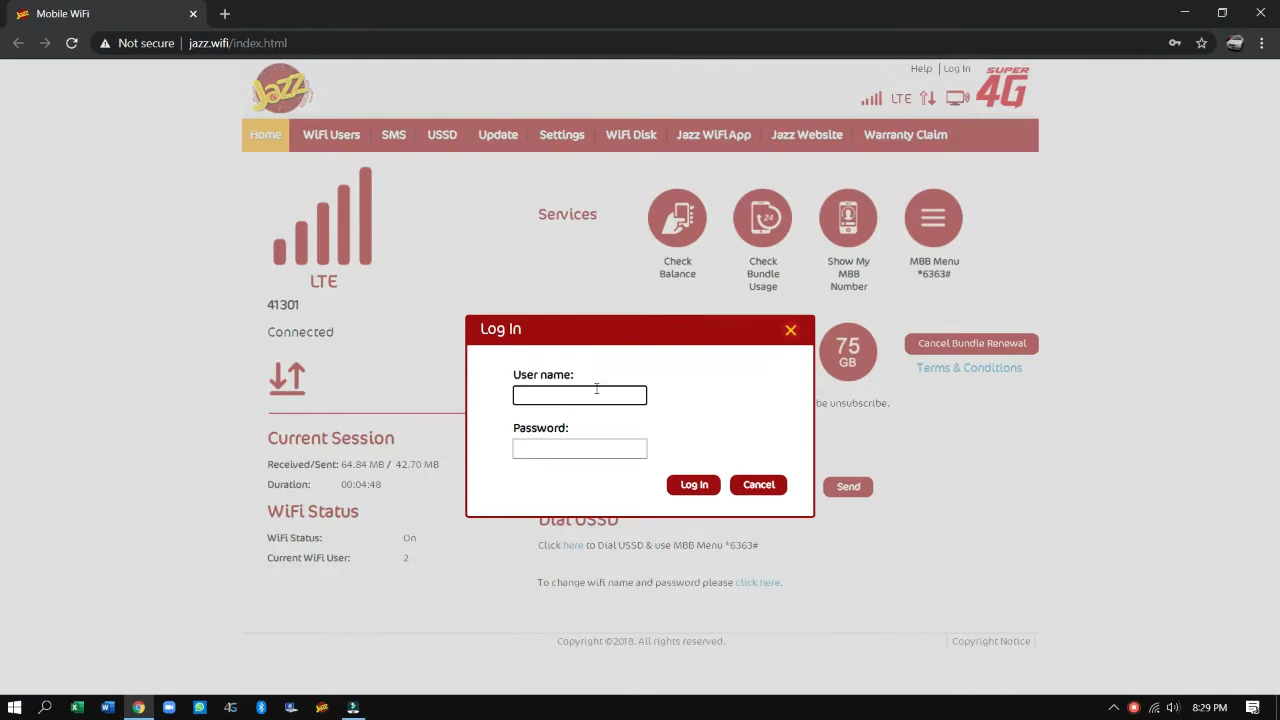 Mobile WiFi
Not secure jazz.wifi/index.html
Jazz
Help Log In
SUPER
4G
LTE
Home WiFi Users SMS USSD Update Settings WiFi Disk Jazz WiFi App Jazz Website Warranty Claim
Services
24
Check
Balance
Check
Bundle
Usage
Show My
MBB
Number
MBB Menu
*6363#
LTE
41301
Connected
75
GB
Cancel Bundle Renewal
Terms & Conditions
be unsubscribe.
Log In
User name:
Password:
Log In Cancel
Send
Current Session
Received/Sent: 64.84 MB / 42.70 MB
Duration: 00:04:48
WiFi Status
WiFi Status: On
Current WiFi User: 2
Dial USSD
Click here to Dial USSD & use MBB Menu *6363#
To change wifi name and password please click here.
Copyright ©2018. All rights reserved.
Copyright Notice
4G
8:29 PM